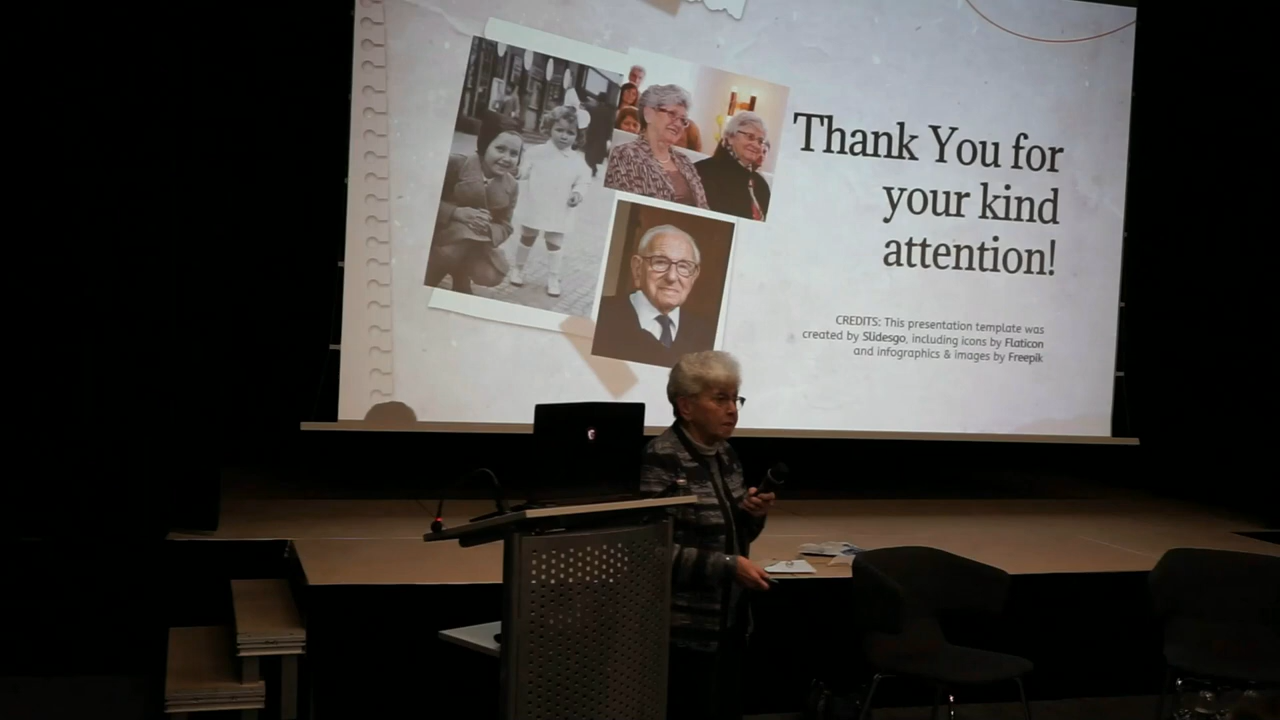 Thank You for
your kind
attention!
CREDITS: This presentation template was
created by Slidesgo, including icons by Flaticon
and infographics & images by Freepik